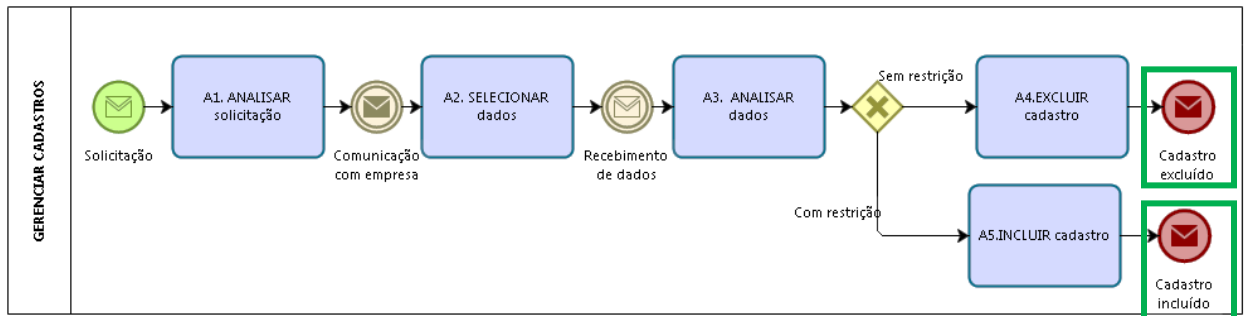 GERENCIAR CADASTROS
Solicitação
A1. ANALISAR
solicitação
Comunicação
com empresa
A2. SELECIONAR
dados
Recebimento
de dados
A3.  ANALISAR
dados
Sem restrição
A4.EXCLUIR
cadastro
Cadastro
excluído
Com restrição
A5.INCLUIR cadastro
Cadastro
incluído